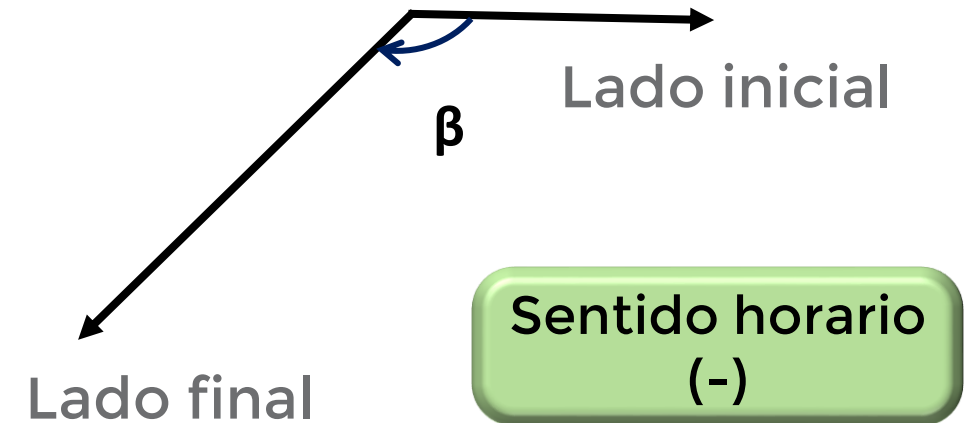 Lado inicial
β
Sentido horario
(-)
Lado final